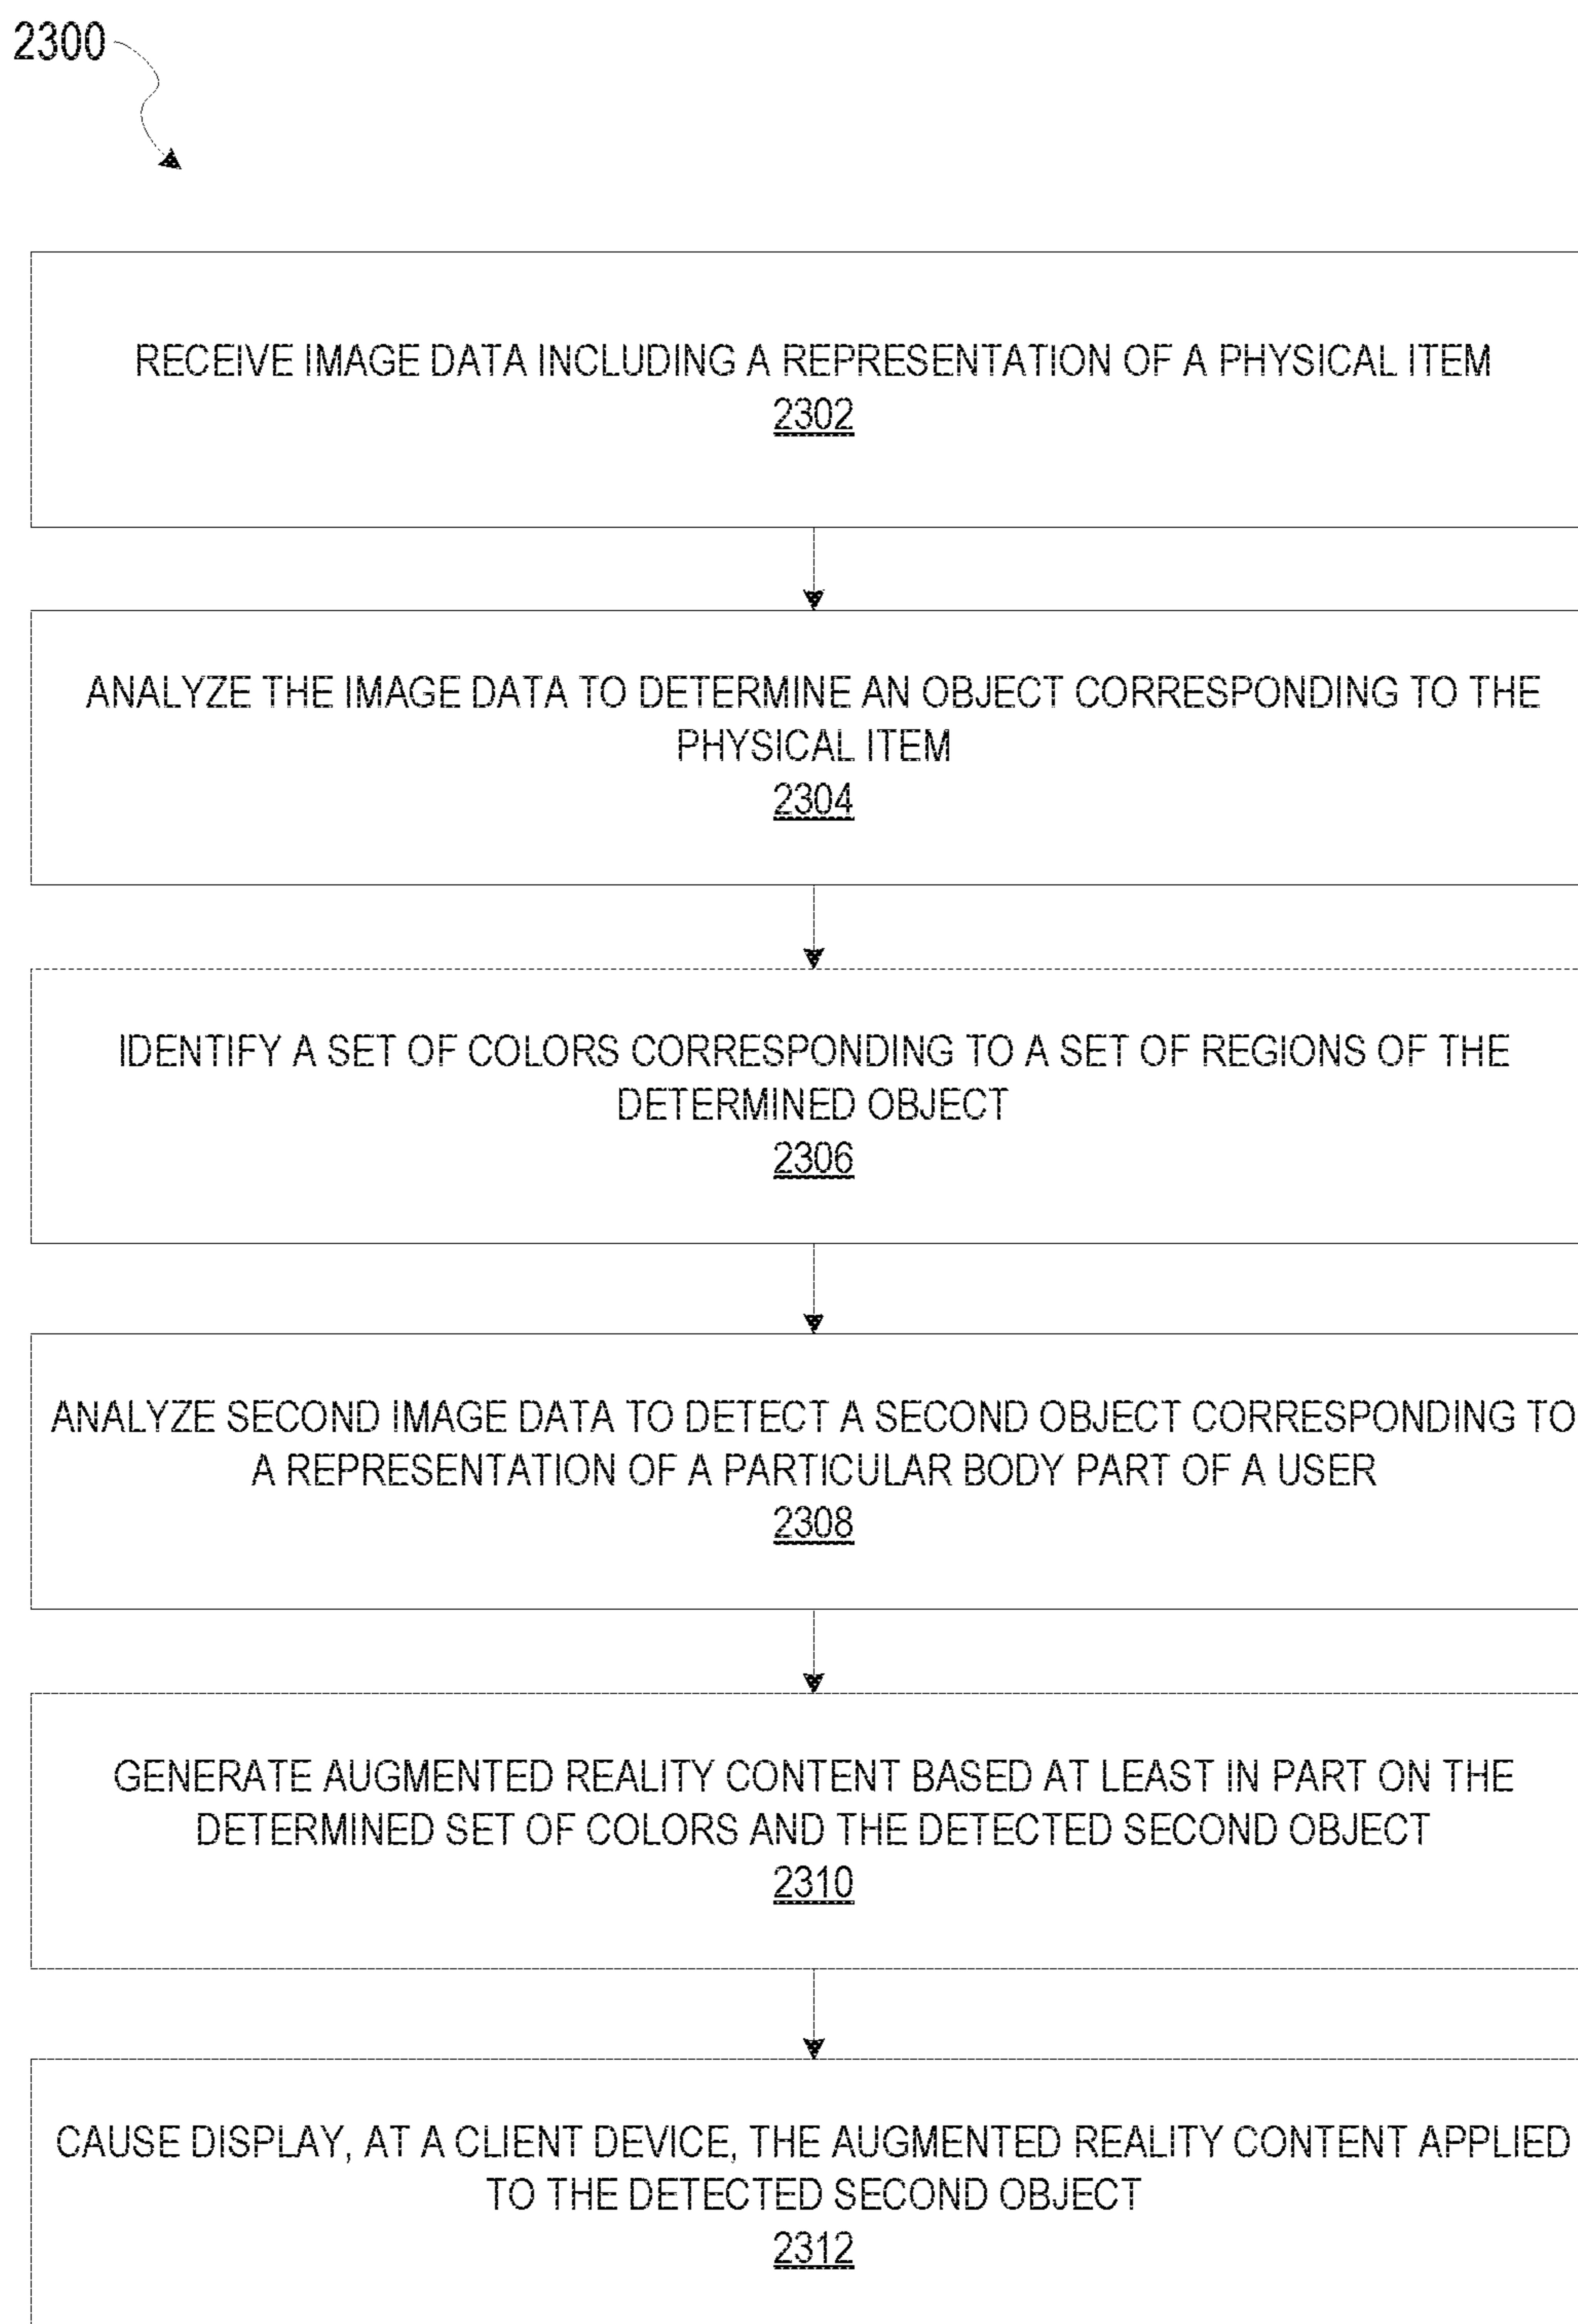 2300
RECEIVE IMAGE DATA INCLUDING A REPRESENTATION OF A PHYSICAL ITEM
2302
ANALYZE THE IMAGE DATA TO DETERMINE AN OBJECT CORRESPONDING TO THE
PHYSICAL ITEM
2304
IDENTIFY A SET OF COLORS CORRESPONDING TO A SET OF REGIONS OF THE
DETERMINED OBJECT
2306
ANALYZE SECOND IMAGE DATA TO DETECT A SECOND OBJECT CORRESPONDING TO
A REPRESENTATION OF A PARTICULAR BODY PART OF A USER
2308
GENERATE AUGMENTED REALITY CONTENT BASED AT LEAST IN PART ON THE
DETERMINED SET OF COLORS AND THE DETECTED SECOND OBJECT
2310
CAUSE DISPLAY, AT A CLIENT DEVICE, THE AUGMENTED REALITY CONTENT APPLIED
TO THE DETECTED SECOND OBJECT
2312